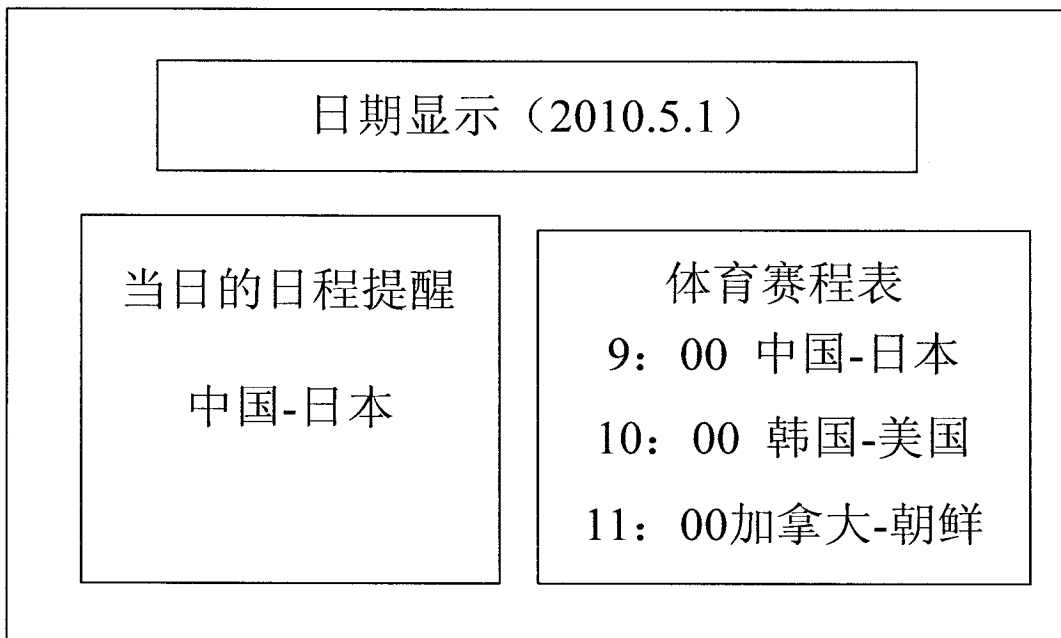 日期显示（2010.5.1）
当日的日程提醒
中国-日本
体育赛程表
9：00 中国-日本
10：00 韩国-美国
11：00加拿大-朝鲜